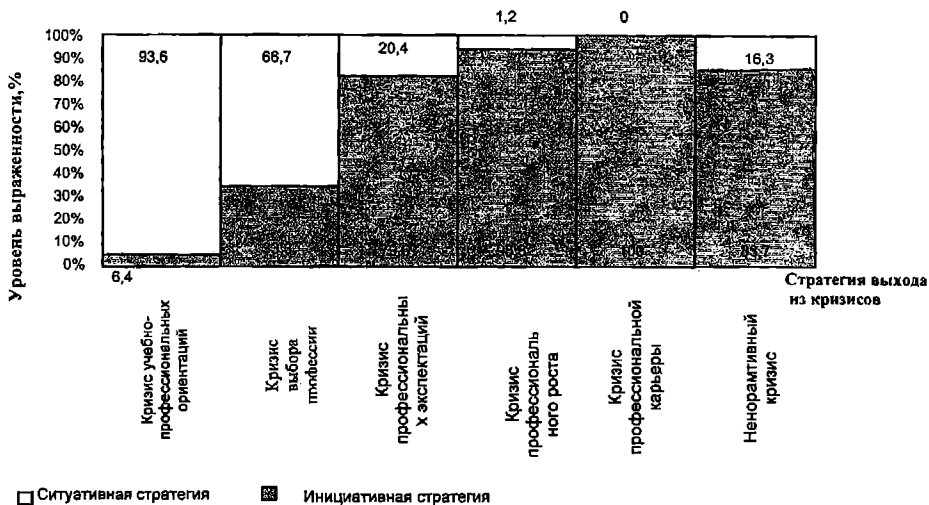 1,2 0
100%
90%
80%
70%
60%
50%
40%
30%
20%
10%
0%
Уровень выраженности,%
93,6 66,7 20,4 16,3
6,4
Стратегия выхода
из кризисов
Кризис учебно-
профессиональных
ориентаций
Кризис
выбора
профессии
Кризис
профессиональны
х экспектаций
Кризис
профессиональ
ного роста
Кризис
профессиональной
карьеры
Ненорамтивный
кризис
Ситуативная стратегия Инициативная стратегия